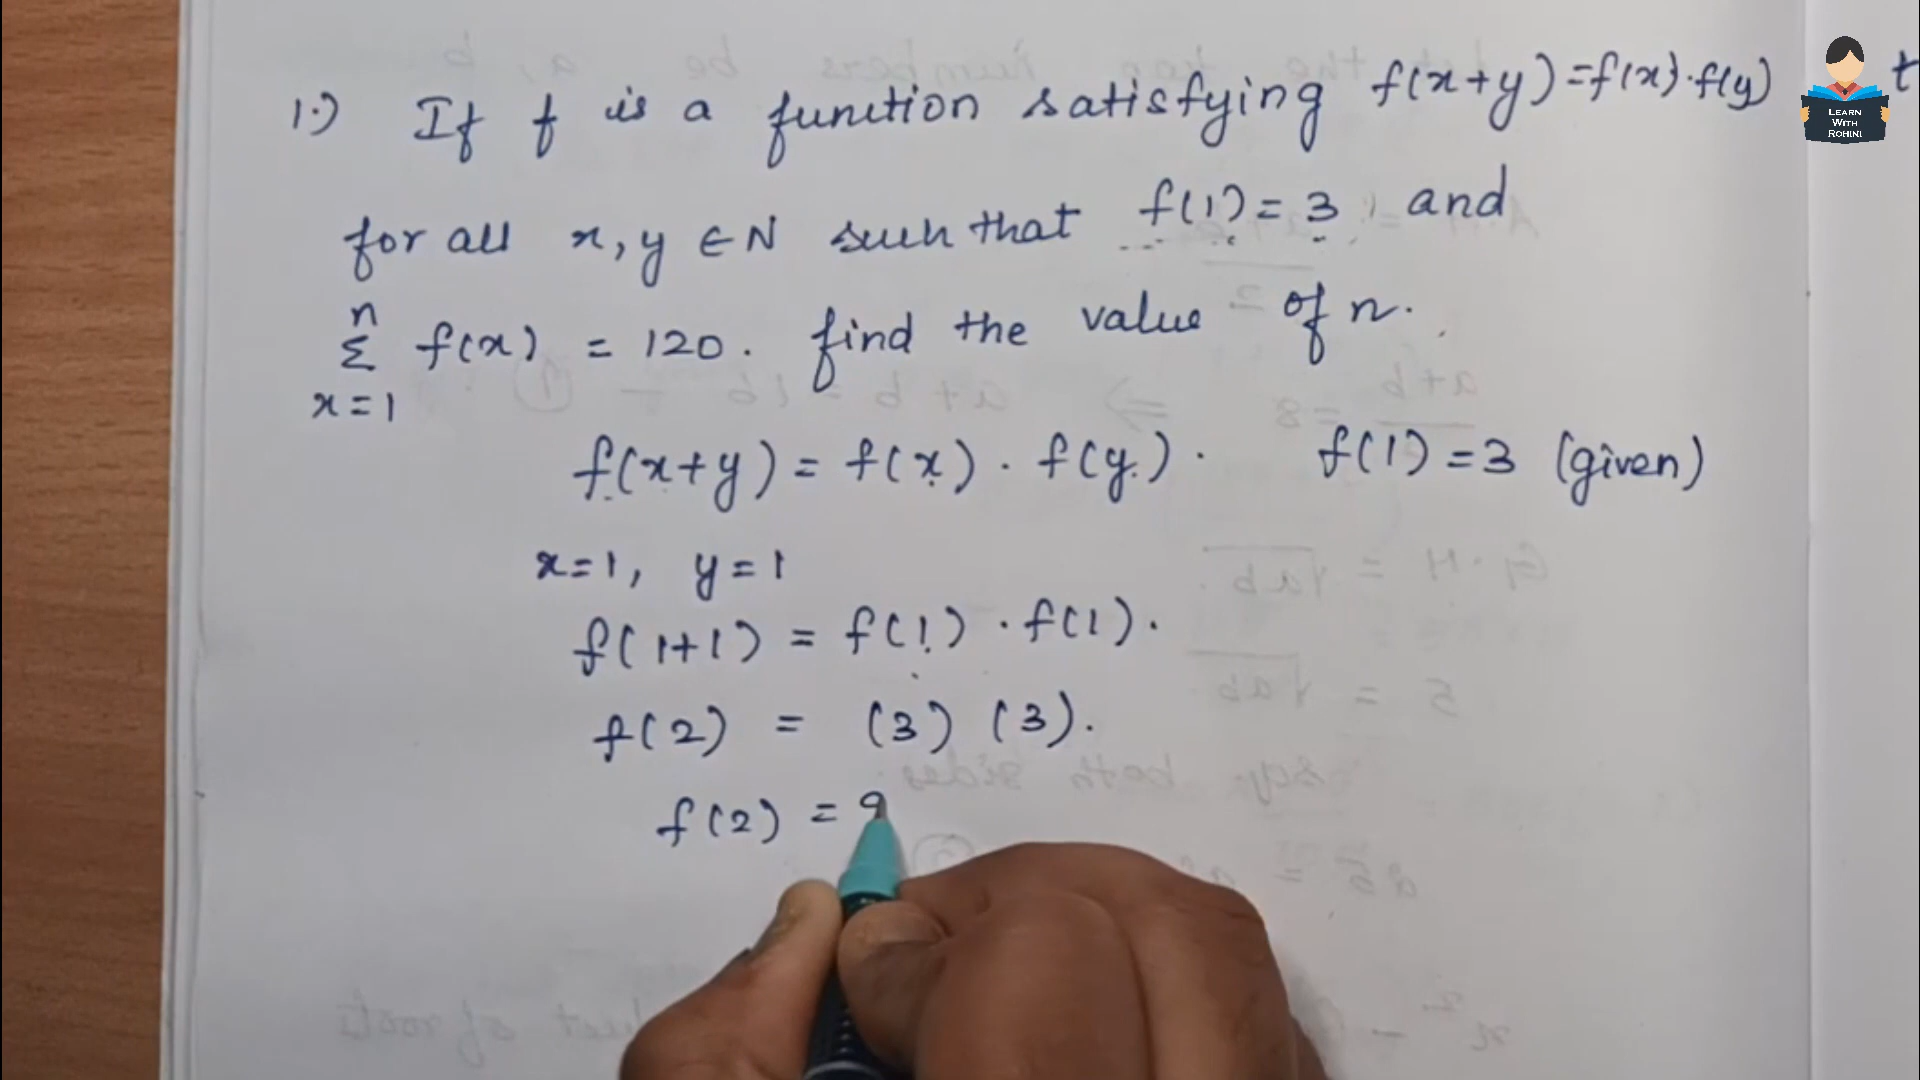 1.) If f is a function satisfying f(x+y)=f(x).f(y) t
for all x, y ∈ N such that f(1) = 3, and
n
Σ f(x) = 120. find the value of n.
x=1
f(x+y) = f(x) . f(y). f(1) = 3 (given)
x=1, y=1
f(1+1) = f(1) . f(1).
f(2) = (3) (3).
f(2) = 9
LEARN
WITH
ROHINI